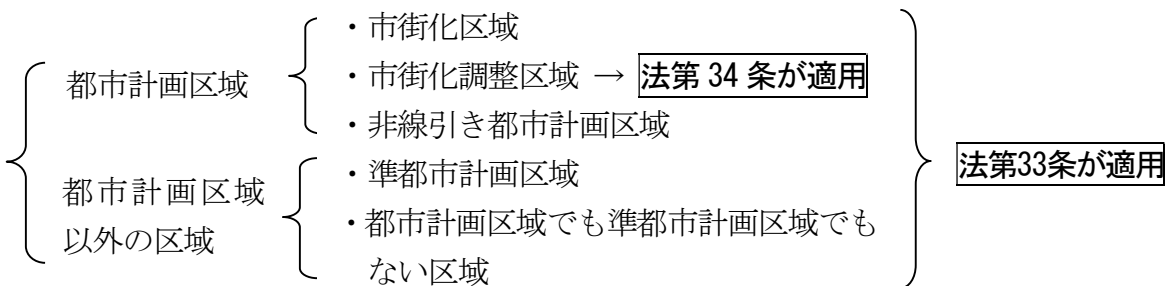 都市計画区域
・市街化区域
・市街化調整区域 → 法第 34 条が適用
・非線引き都市計画区域
都市計画区域
以外の区域
・準都市計画区域
・都市計画区域でも準都市計画区域でも
ない区域
法第33条が適用